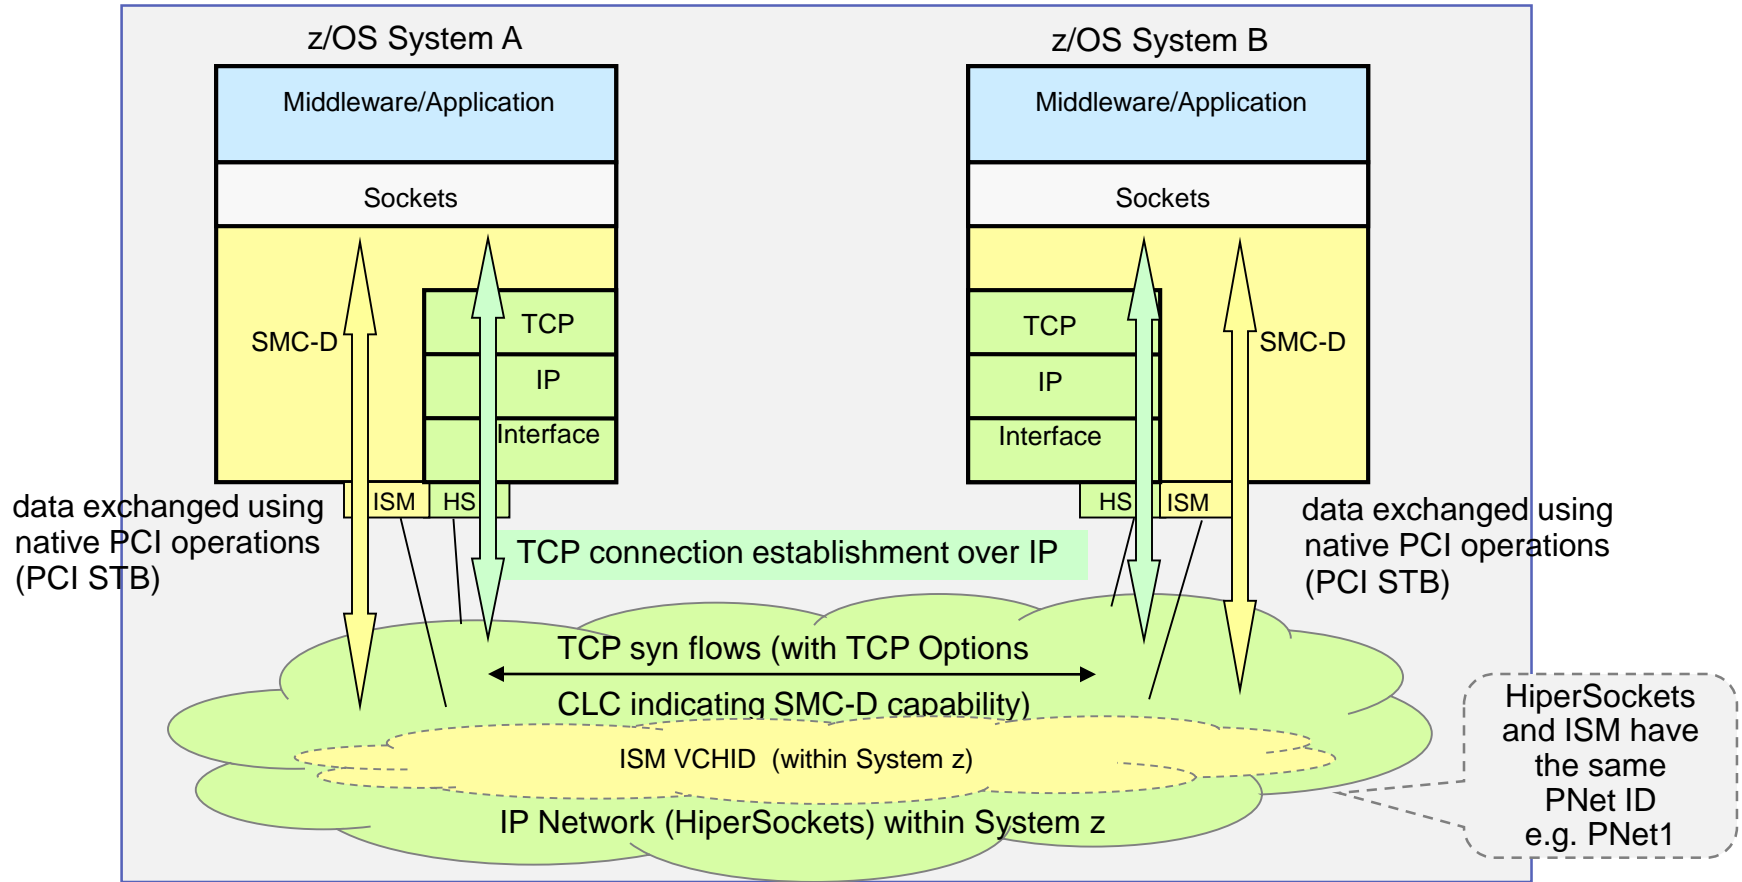 z/OS System A
z/OS System B
Middleware/Application
Middleware/Application
Sockets
Sockets
SMC-D
TCP
IP
Interface
TCP
IP
Interface
SMC-D
ISM
HS
HS
ISM
data exchanged using
native PCI operations
(PCI STB)
TCP connection establishment over IP
data exchanged using
native PCI operations
(PCI STB)
TCP syn flows (with TCP Options
CLC indicating SMC-D capability)
ISM VCHID (within System z)
IP Network (HiperSockets) within System z
HiperSockets
and ISM have
the same
PNet ID
e.g. PNet1